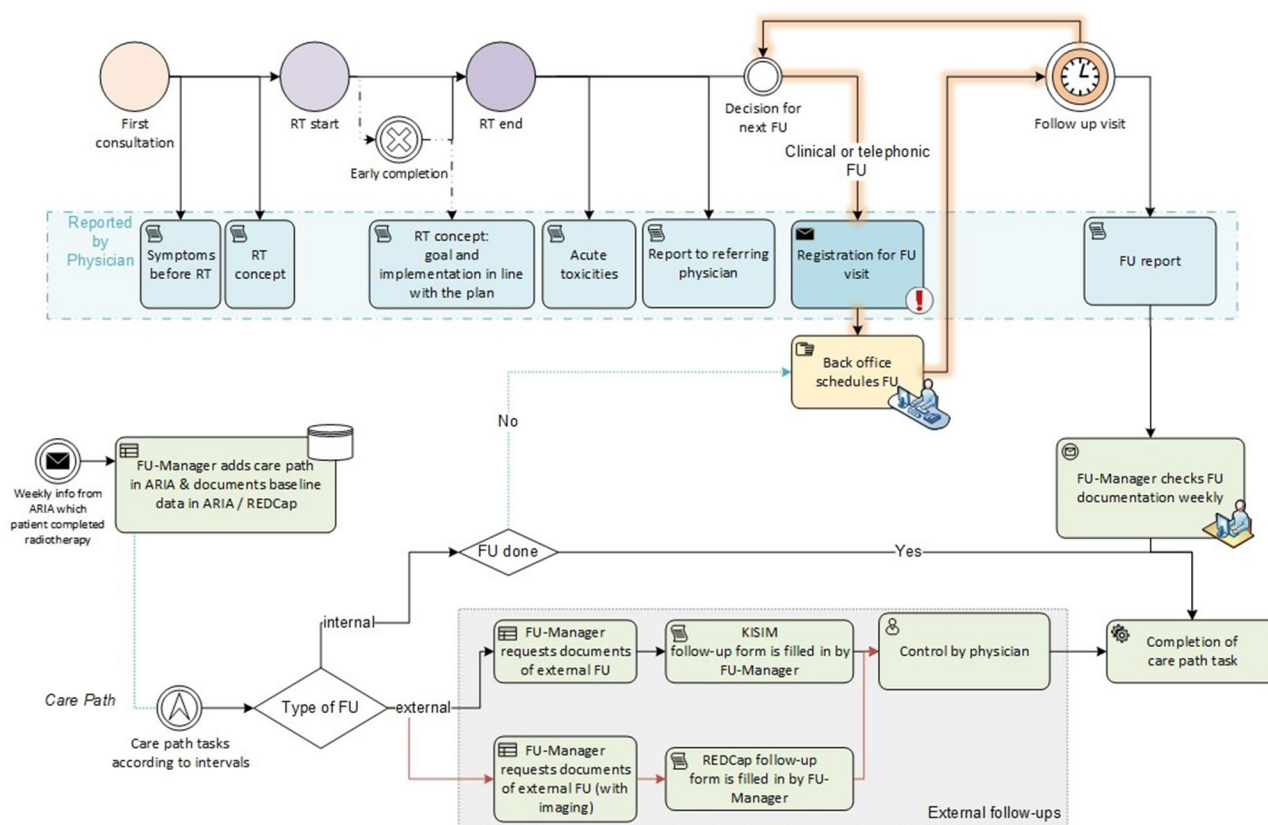 First
consultation
RT start
Early completion
RT end
Decision for
next FU
Follow up visit
Clinical or telephonic
FU
Reported
by
Physician
Symptoms
before RT
RT
concept
RT concept:
goal and
implementation in line
with the plan
Acute
toxicities
Report to referring
physician
Registration for FU
visit
FU report
Back office
schedules FU
No
Weekly info from
ARIA which
patient completed
radiotherapy
FU-Manager adds care path
in ARIA & documents baseline
data in ARIA / REDCap
FU-Manager checks FU
documentation weekly
FU done
Yes
internal
Care Path
Care path tasks
according to intervals
Type of FU
external
FU-Manager
requests documents
of external FU
KISIM
follow-up form is filled in by
FU-Manager
Control by physician
Completion of
care path task
FU-Manager
requests documents
of external FU (with
imaging)
REDCap follow-up
form is filled in by FU-
Manager
External follow-ups